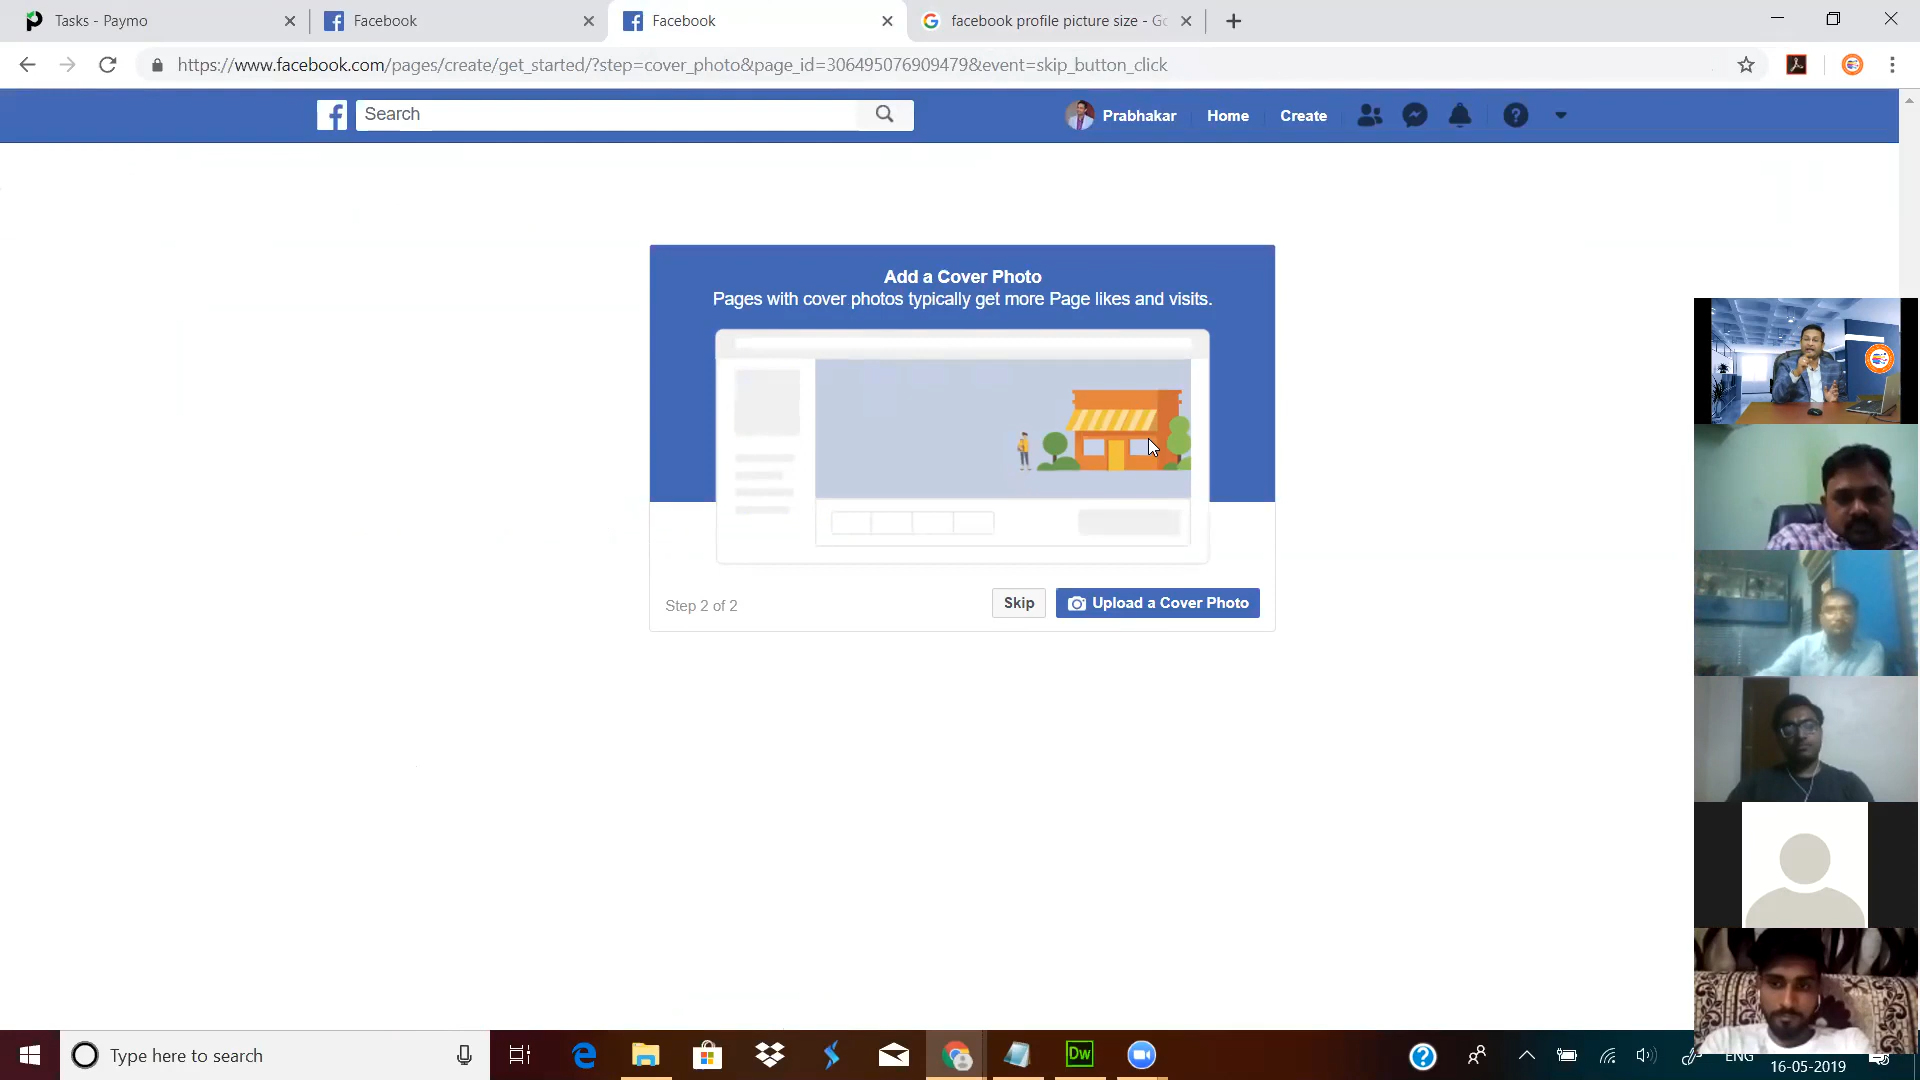 Tasks - Paymo
Facebook
Facebook
facebook profile picture size - Go
https://www.facebook.com/pages/create/get_started/?step=cover_photo&page_id=306495076909479&event=skip_button_click
Search
Prabhakar
Home
Create
Add a Cover Photo
Pages with cover photos typically get more Page likes and visits.
Step 2 of 2
Skip
Upload a Cover Photo
Type here to search
Dw
ENG
16-05-2019